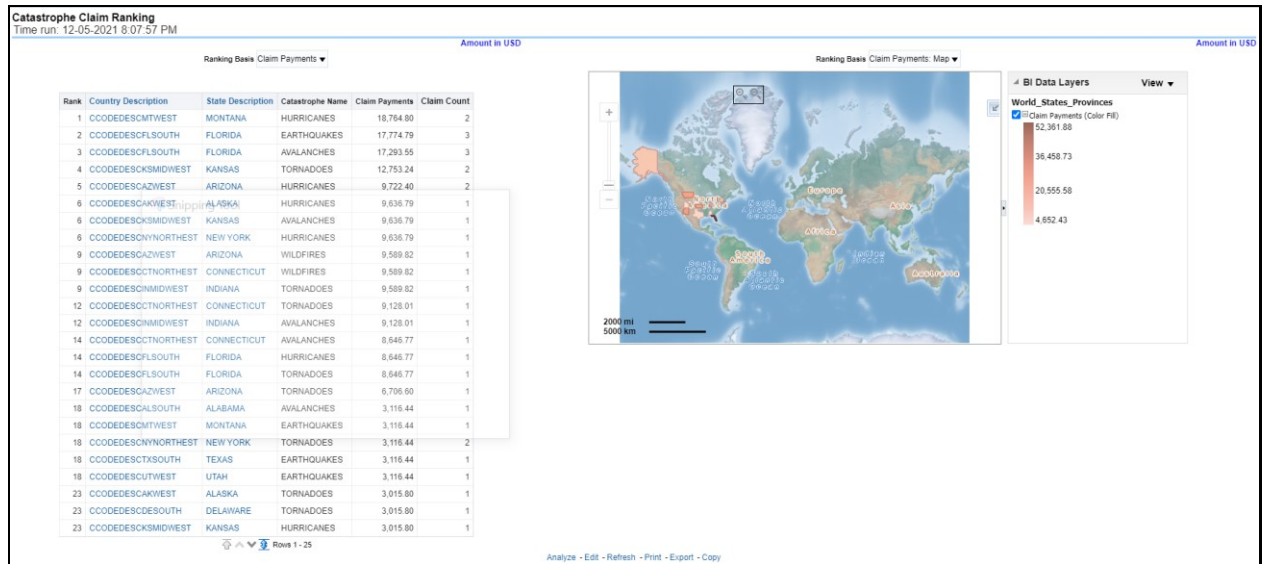 Catastrophe Claim Ranking
Time run: 12-05-2021 8:07:57 PM
Amount in USD
Amount in USD
Ranking Basis Claim Payments
Ranking Basis Claim Payments: Map
Rank Country Description State Description Catastrophe Name Claim Payments Claim Count
1 CCODEDESCMTWEST MONTANA HURRICANES 18,764.80 2
2 CCODEDESCFLSOUTH FLORIDA EARTHQUAKES 17,774.79 3
3 CCODEDESCFLSOUTH FLORIDA AVALANCHES 17,293.55 3
4 CCODEDESCKSMIDWEST KANSAS TORNADOES 12,753.24 2
5 CCODEDESCAZWEST ARIZONA HURRICANES 9,722.40 2
6 CCODEDESCAKWEST ALASKA HURRICANES 9,636.79 1
6 CCODEDESCKSMIDWEST KANSAS AVALANCHES 9,636.79 1
6 CCODEDESCNYNORTHEST NEW YORK HURRICANES 9,636.79 1
9 CCODEDESCAZWEST ARIZONA WILDFIRES 9,589.82 1
9 CCODEDESCCTNORTHEST CONNECTICUT WILDFIRES 9,589.82 1
9 CCODEDESCINMIDWEST INDIANA TORNADOES 9,589.82 1
12 CCODEDESCCTNORTHEST CONNECTICUT TORNADOES 9,128.01 1
12 CCODEDESCINMIDWEST INDIANA AVALANCHES 9,128.01 1
14 CCODEDESCCTNORTHEST CONNECTICUT AVALANCHES 8,646.77 1
14 CCODEDESCFLSOUTH FLORIDA HURRICANES 8,646.77 1
14 CCODEDESCFLSOUTH FLORIDA TORNADOES 8,646.77 1
17 CCODEDESCAZWEST ARIZONA TORNADOES 6,706.60 1
18 CCODEDESCALSOUTH ALABAMA AVALANCHES 3,116.44 1
18 CCODEDESCMTWEST MONTANA EARTHQUAKES 3,116.44 1
18 CCODEDESCNYNORTHEST NEW YORK TORNADOES 3,116.44 2
18 CCODEDESCTXSOUTH TEXAS EARTHQUAKES 3,116.44 1
18 CCODEDESCUTWEST UTAH EARTHQUAKES 3,116.44 1
23 CCODEDESCAKWEST ALASKA TORNADOES 3,015.80 1
23 CCODEDESCDESOUTH DELAWARE TORNADOES 3,015.80 1
23 CCODEDESCKSMIDWEST KANSAS HURRICANES 3,015.80 1
Rows 1 - 25
North America
Europe
Asia
Africa
South America
Indian Ocean
South Pacific Ocean
Australia
2000 mi
5000 km
BI Data Layers View
World_States_Provinces
Claim Payments (Color Fill)
52,361.88
36,458.73
20,555.58
4,652.43
Analyze - Edit - Refresh - Print - Export - Copy